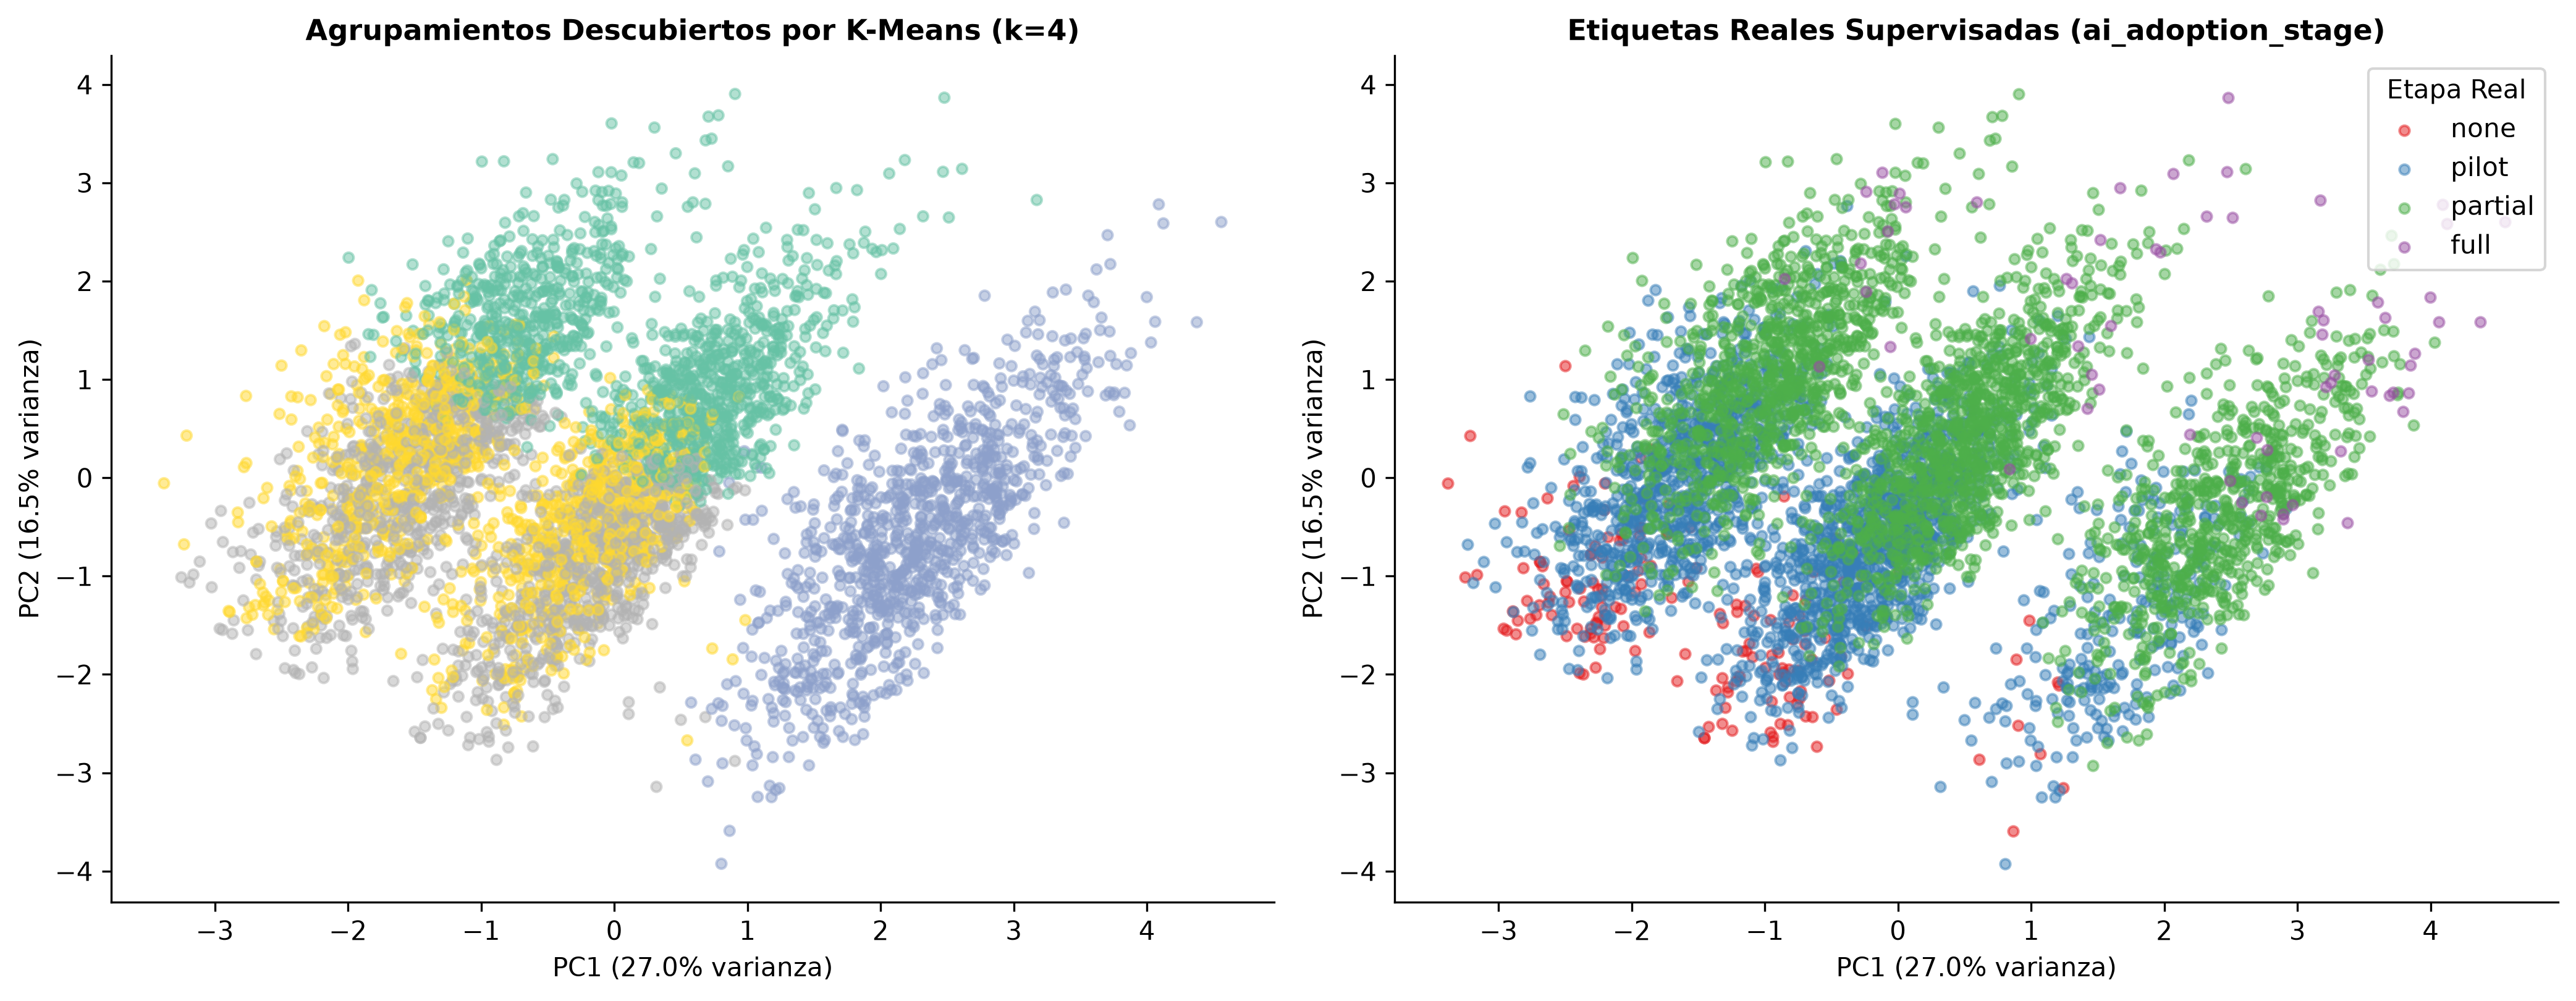 Agrupamientos Descubiertos por K-Means (k=4)
4
3
2
1
0
−1
−2
−3
−4
PC2 (16.5% varianza)
−3 −2 −1 0 1 2 3 4
PC1 (27.0% varianza)
Etiquetas Reales Supervisadas (ai_adoption_stage)
Etapa Real
none
pilot
partial
full
4
3
2
1
0
−1
−2
−3
−4
PC2 (16.5% varianza)
−3 −2 −1 0 1 2 3 4
PC1 (27.0% varianza)